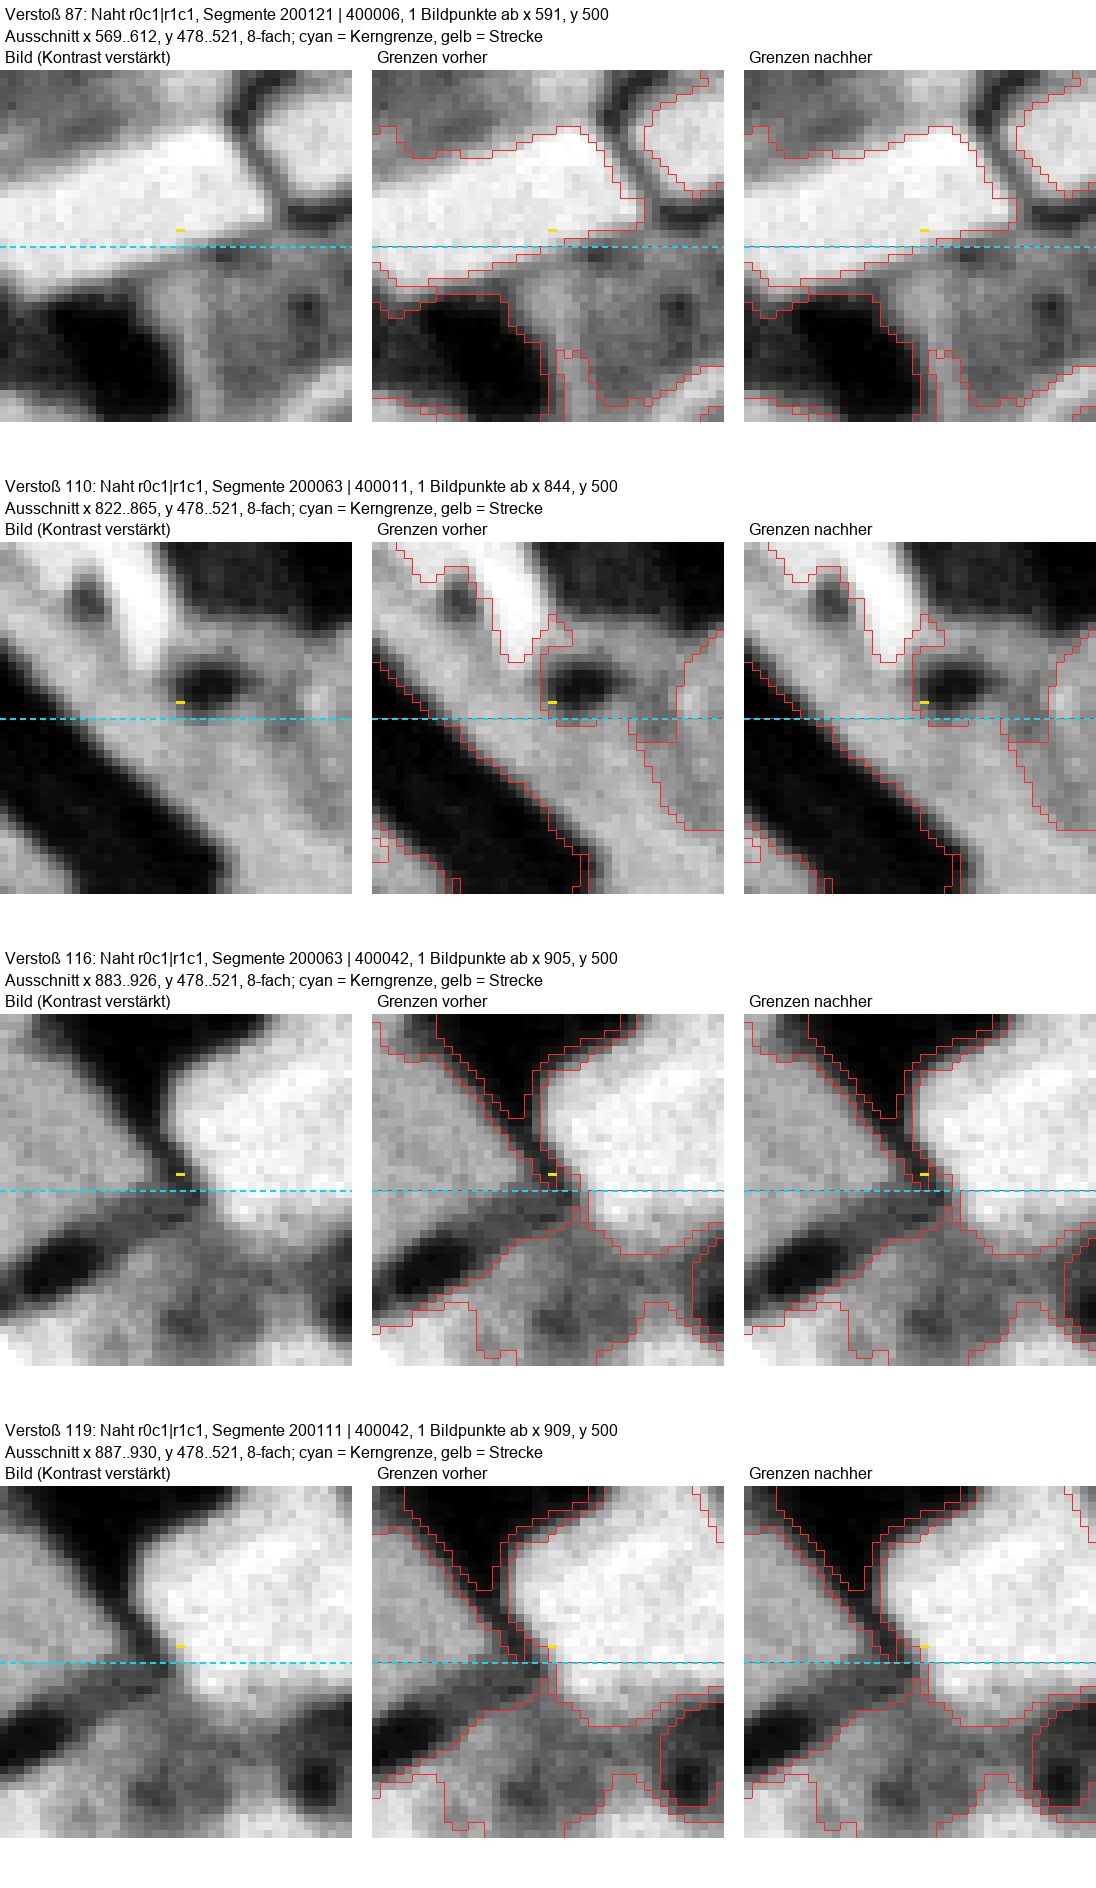 Verstoß 87: Naht r0c1|r1c1, Segmente 200121 | 400006, 1 Bildpunkte ab x 591, y 500
Ausschnitt x 569..612, y 478..521, 8-fach; cyan = Kerngrenze, gelb = Strecke
Bild (Kontrast verstärkt) Grenzen vorher Grenzen nachher
Verstoß 110: Naht r0c1|r1c1, Segmente 200063 | 400011, 1 Bildpunkte ab x 844, y 500
Ausschnitt x 822..865, y 478..521, 8-fach; cyan = Kerngrenze, gelb = Strecke
Bild (Kontrast verstärkt) Grenzen vorher Grenzen nachher
Verstoß 116: Naht r0c1|r1c1, Segmente 200063 | 400042, 1 Bildpunkte ab x 905, y 500
Ausschnitt x 883..926, y 478..521, 8-fach; cyan = Kerngrenze, gelb = Strecke
Bild (Kontrast verstärkt) Grenzen vorher Grenzen nachher
Verstoß 119: Naht r0c1|r1c1, Segmente 200111 | 400042, 1 Bildpunkte ab x 909, y 500
Ausschnitt x 887..930, y 478..521, 8-fach; cyan = Kerngrenze, gelb = Strecke
Bild (Kontrast verstärkt) Grenzen vorher Grenzen nachher